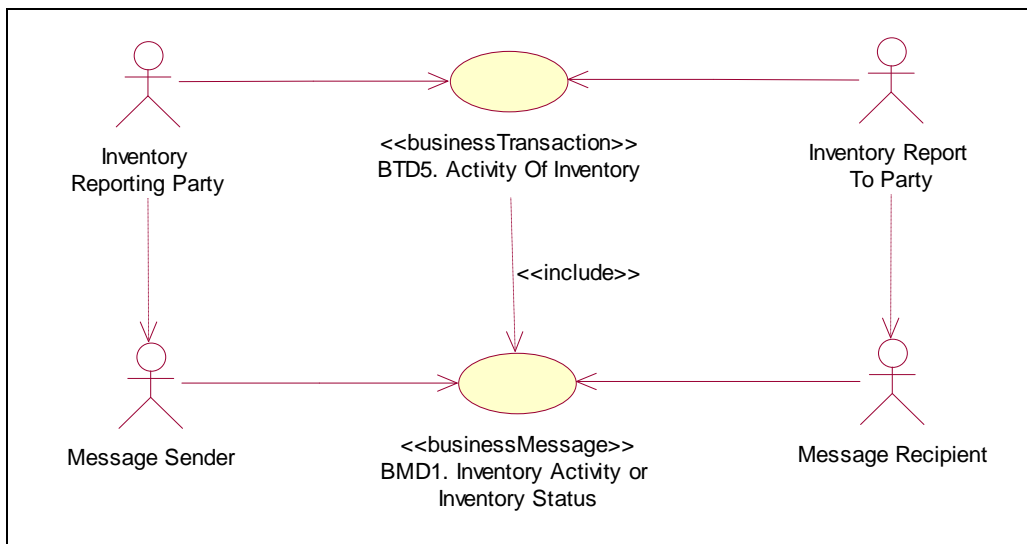 Inventory
Reporting Party
<<businessTransaction>>
BTD5. Activity Of Inventory
Inventory Report
To Party
<<include>>
Message Sender
<<businessMessage>>
BMD1. Inventory Activity or
Inventory Status
Message Recipient